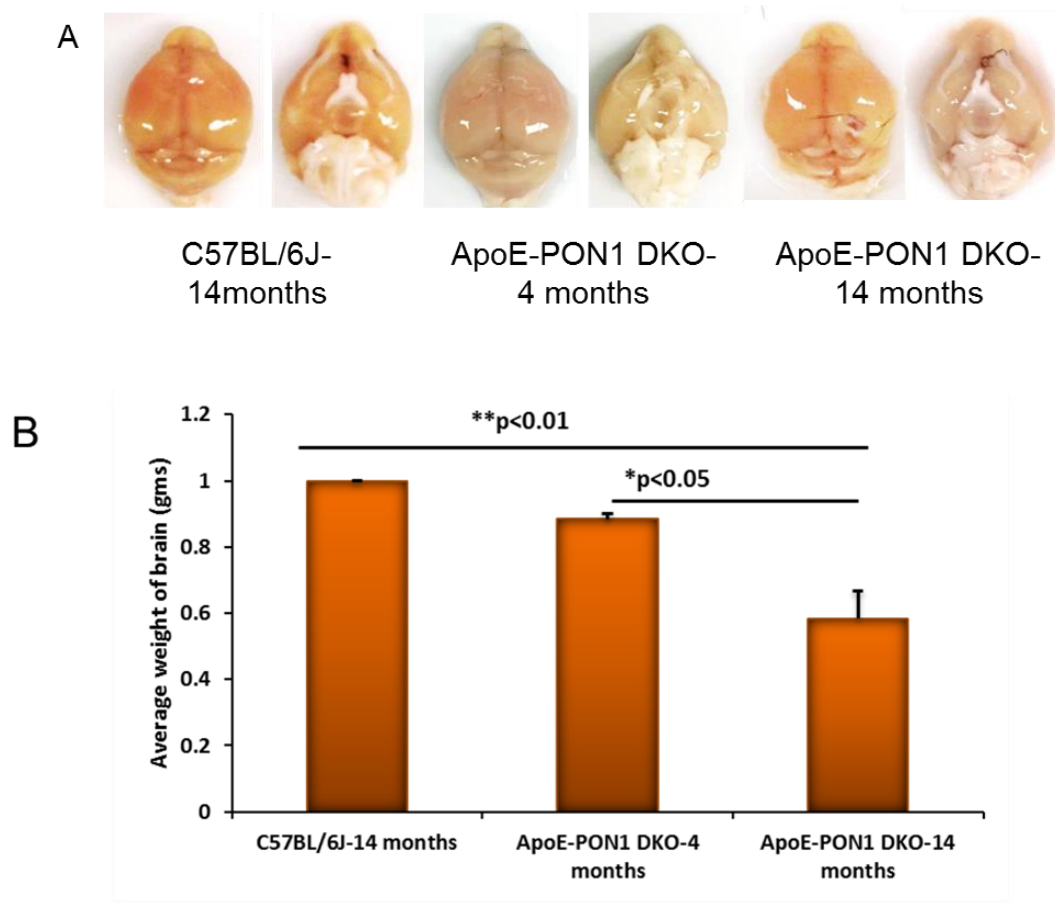 A
C57BL/6J-
14months
ApoE-PON1 DKO-
4 months
ApoE-PON1 DKO-
14 months
B
Average weight of brain (gms)
1.2
1
0.8
0.6
0.4
0.2
0
**p<0.01
*p<0.05
C57BL/6J-14 months
ApoE-PON1 DKO-4
months
ApoE-PON1 DKO-14
months